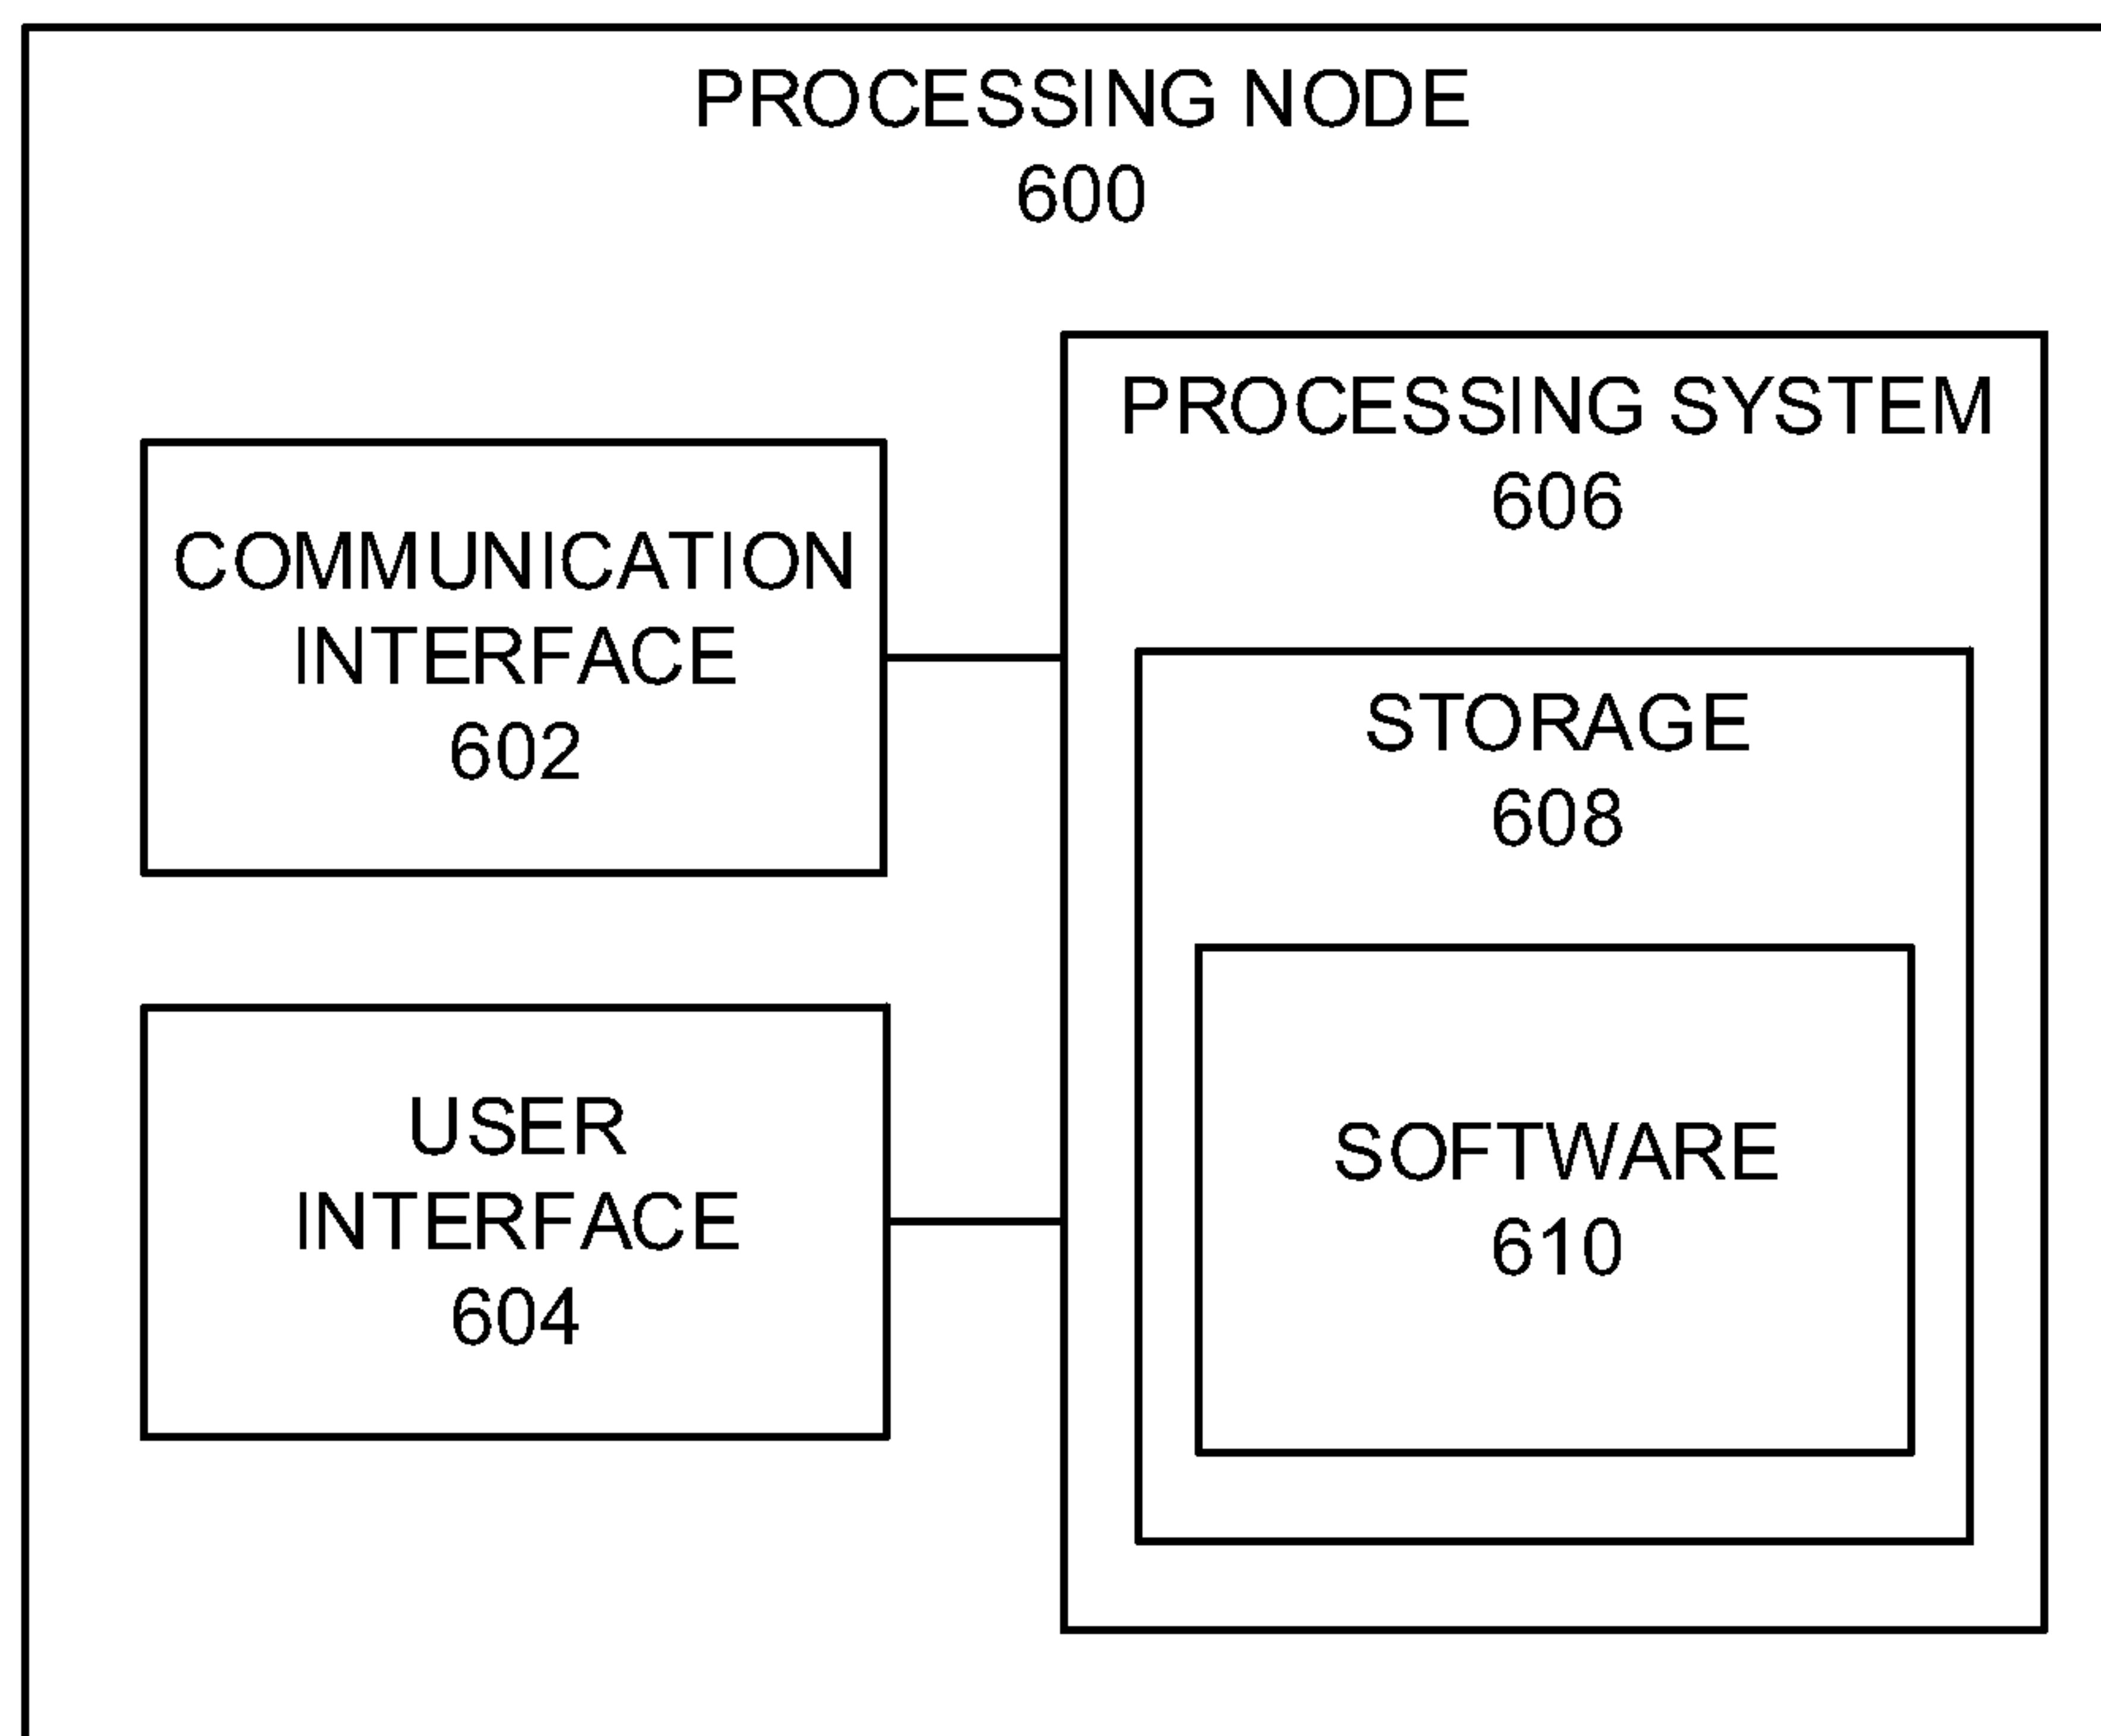 PROCESSING NODE
600
PROCESSING SYSTEM
606
COMMUNICATION
INTERFACE
602
STORAGE
608
USER
INTERFACE
604
SOFTWARE
610